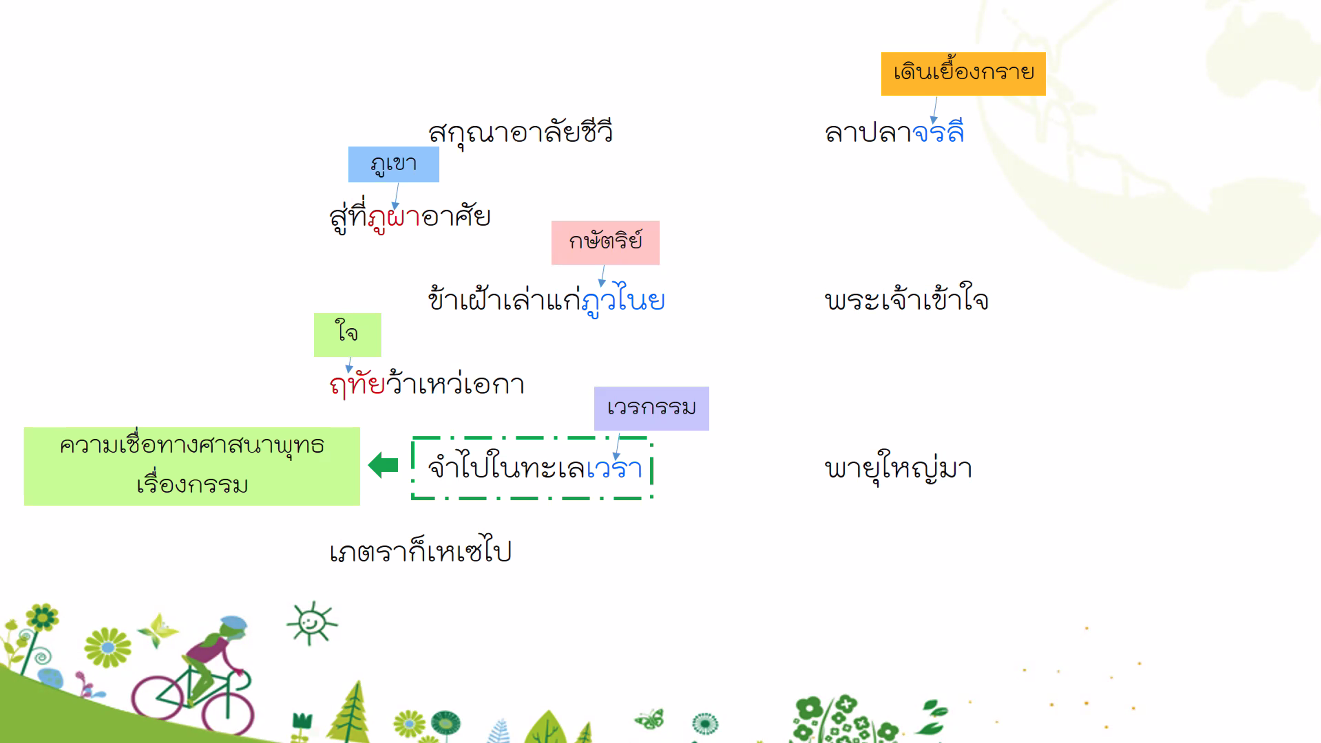 เดินเยื้องกราย
สกุณาอาลัยชีวี ลาปลาจรลี
ภูเขา
สู่ที่ภูผาอาศัย
กษัตริย์
ข้าเฝ้าเล่าแก่ภูวไนย พระเจ้าเข้าใจ
ใจ
ฤทัยว้าเหว่เอกา
เวรกรรม
ความเชื่อทางศาสนาพุทธ
เรื่องกรรม
จำไปในทะเลเวรา พายุใหญ่มา
เภตราก็เหเซไป